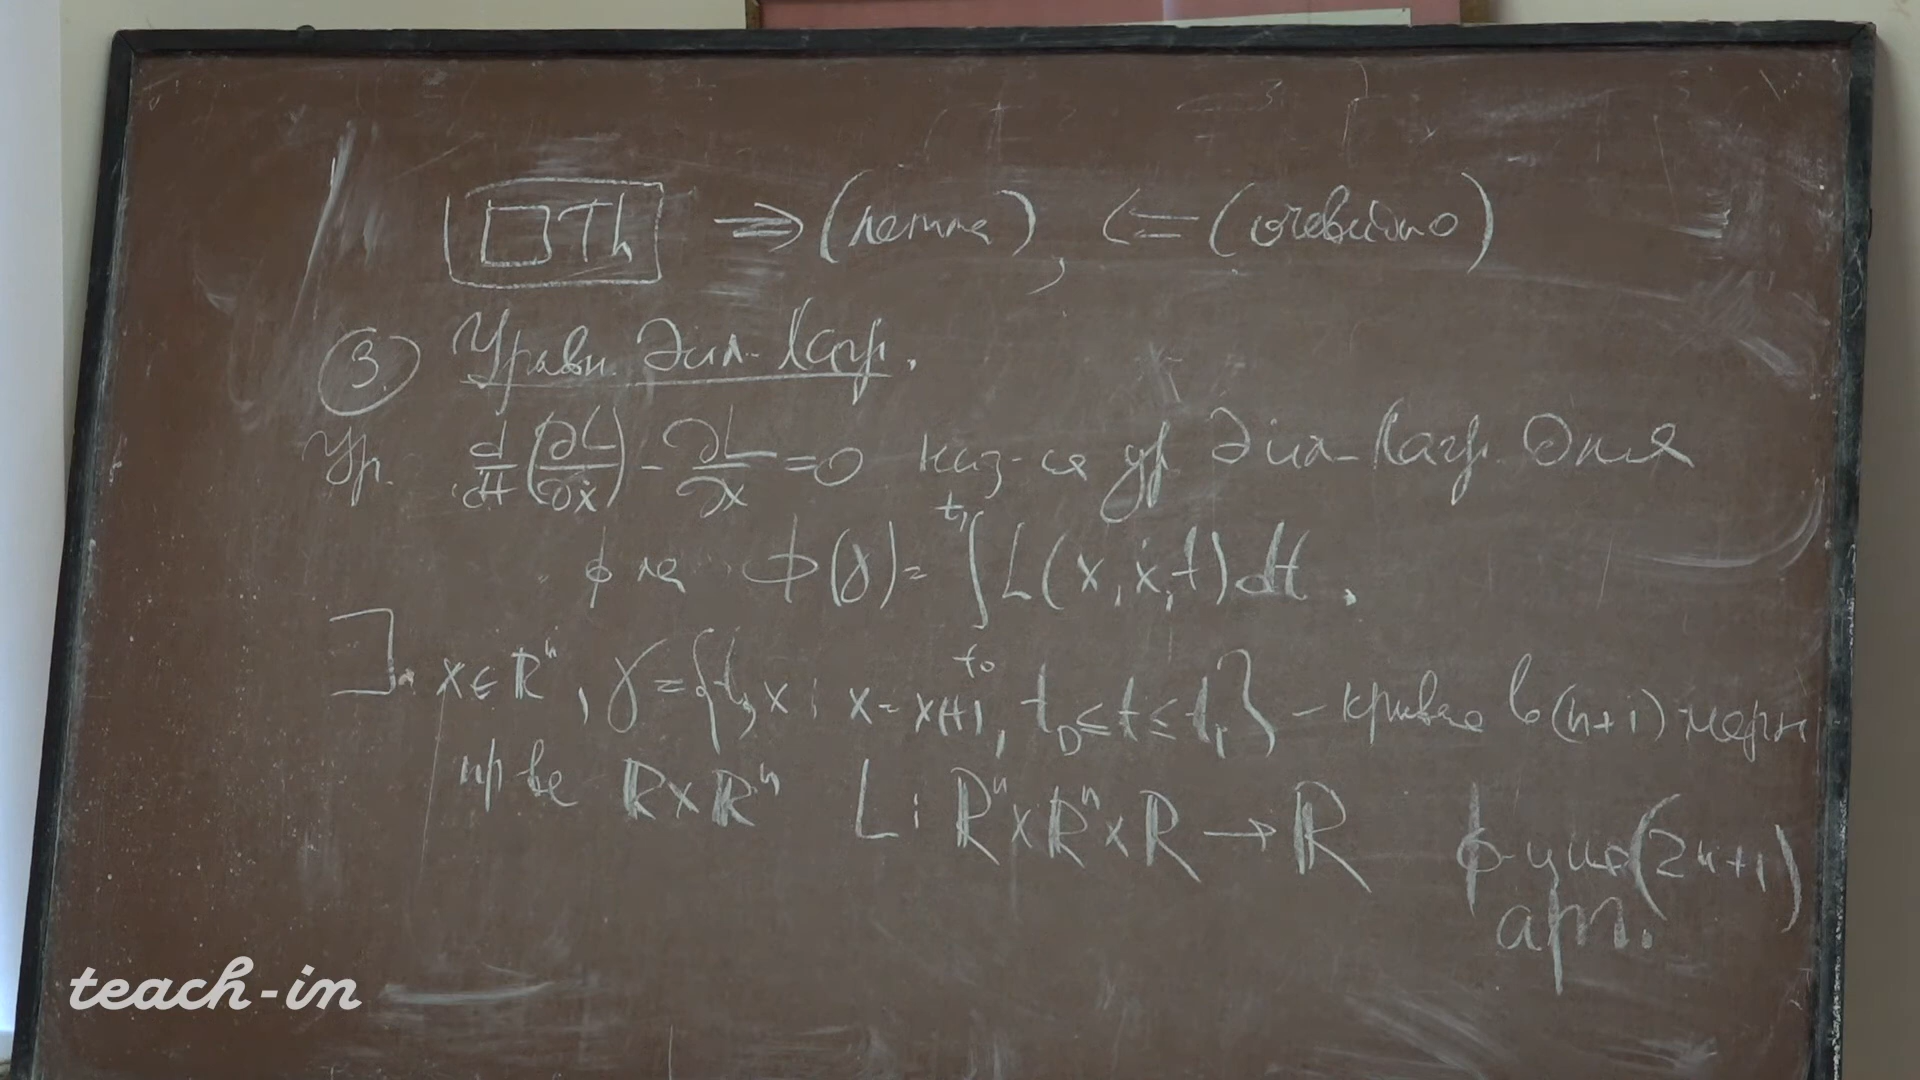 □ Th ⇒ (лемма), ⇐ (очевидно)
3. Уравн. Эйл-Лагр.
Ур. d/dt (∂L/∂ẋ) - ∂L/∂x = 0 наз-ся ур Эйл-Лагр. для
ф-ла Φ(γ) = ∫_{t₀}^{t₁} L(x, ẋ, t) dt.
∃. x ∈ ℝⁿ, γ = {t, x : x = x(t), t₀ ≤ t ≤ t₁} – кривая в (n+1)-мерн
пр-ве ℝ×ℝⁿ L : ℝⁿ×ℝⁿ×ℝ → ℝ ф-ция (2n+1)
арг.
teach-in